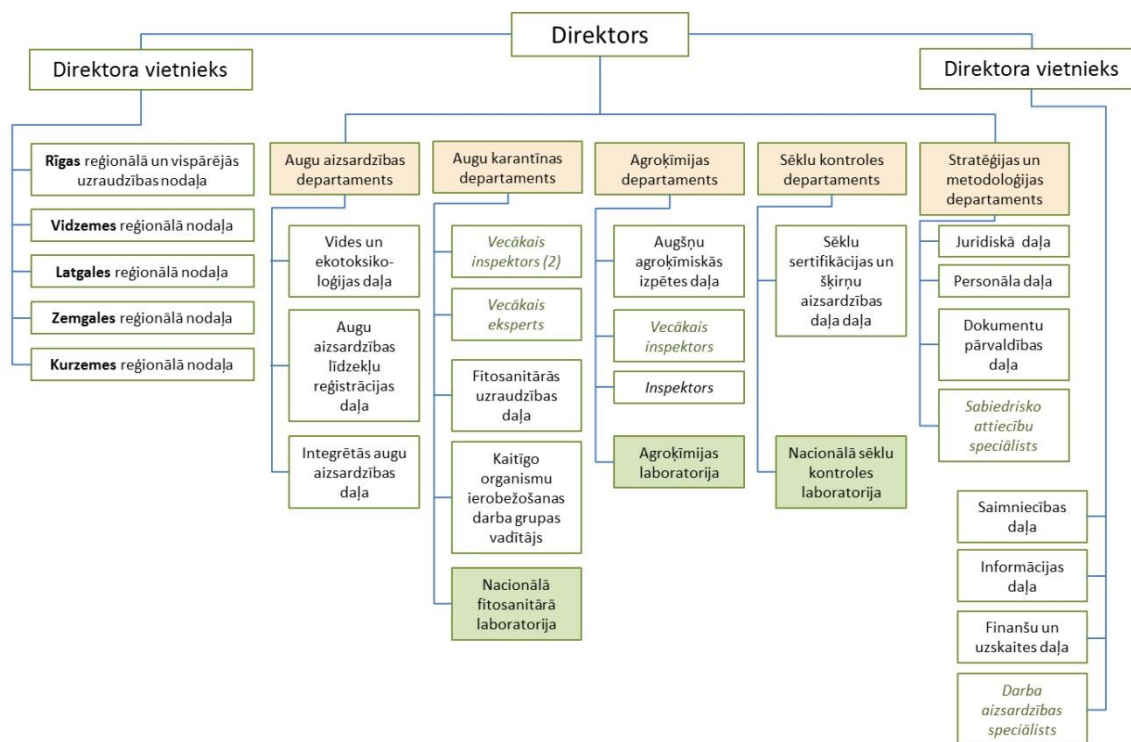 Direktors
Direktora vietnieks
Direktora vietnieks
Rīgas reģionālā un vispārējās
uzraudzības nodaļa
Vidzemes reģionālā nodaļa
Latgales reģionālā nodaļa
Zemgales reģionālā nodaļa
Kurzemes reģionālā nodaļa
Augu aizsardzības
departaments
Vides un
ekotoksiko-
loģijas daļa
Augu
aizsardzības
līdzekļu
reģistrācijas
daļa
Integrētās augu
aizsardzības
daļa
Augu karantīnas
departaments
Vecākais
inspektors (2)
Vecākais
eksperts
Fitosanitārās
uzraudzības
daļa
Kaitīgo
organismu
ierobežošanas
darba grupas
vadītājs
Nacionālā
fitosanitārā
laboratorija
Agroķīmijas
departaments
Augšņu
agroķīmiskās
izpētes daļa
Vecākais
inspektors
Inspektors
Agroķīmijas
laboratorija
Sēklu kontroles
departaments
Sēklu
sertifikācijas un
šķirņu
aizsardzības
daļa daļa
Nacionālā sēklu
kontroles
laboratorija
Stratēģijas un
metodoloģijas
departaments
Juridiskā daļa
Personāla daļa
Dokumentu
pārvaldības
daļa
Sabiedrisko
attiecību
speciālists
Saimniecības
daļa
Informācijas
daļa
Finanšu un
uzskaites daļa
Darba
aizsardzības
speciālists